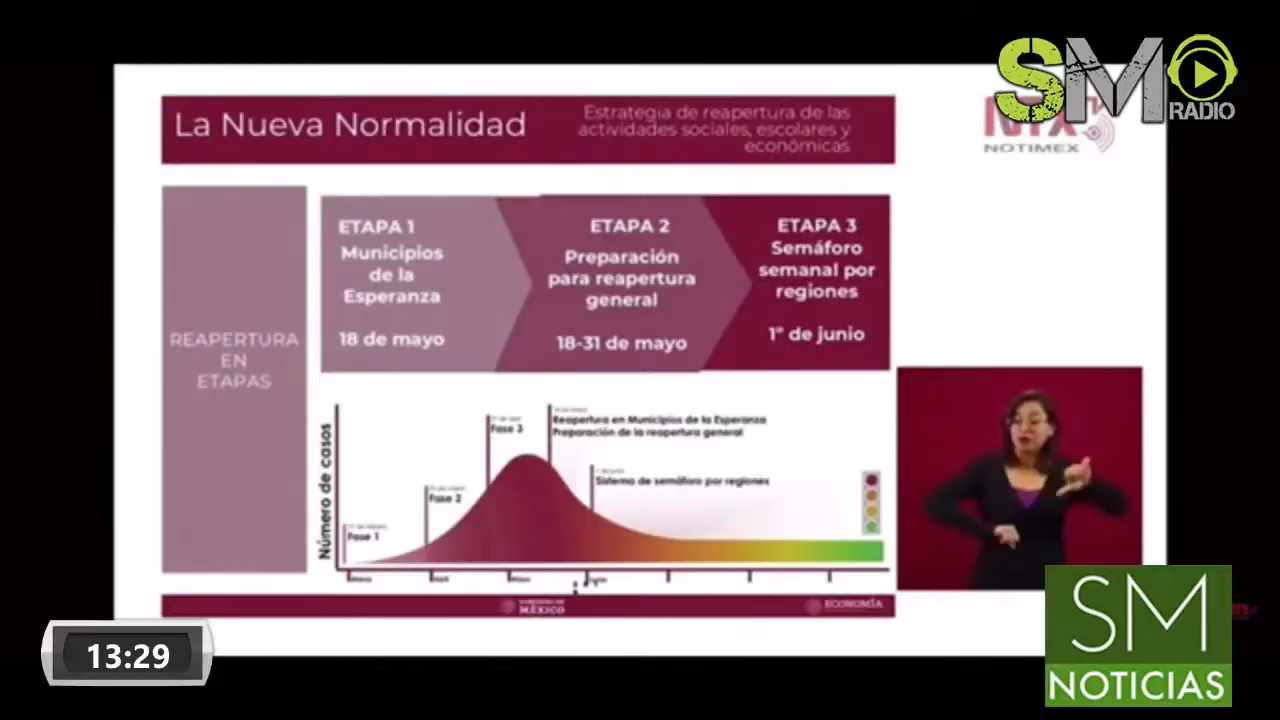 SM
RADIO
NTX
NOTIMEX
La Nueva Normalidad
Estrategia de reapertura de las
actividades sociales, escolares y
económicas
REAPERTURA
EN
ETAPAS
ETAPA 1
Municipios
de la
Esperanza
18 de mayo
ETAPA 2
Preparación
para reapertura
general
18-31 de mayo
ETAPA 3
Semáforo
semanal por
regiones
1° de junio
Número de casos
Fase 1
Fase 2
Fase 3
Reapertura en Municipios de la Esperanza
Preparación de la reapertura general
Sistema de semáforo por regiones
GOBIERNO DE
MÉXICO
ECONOMÍA
13:29
SM
NOTICIAS